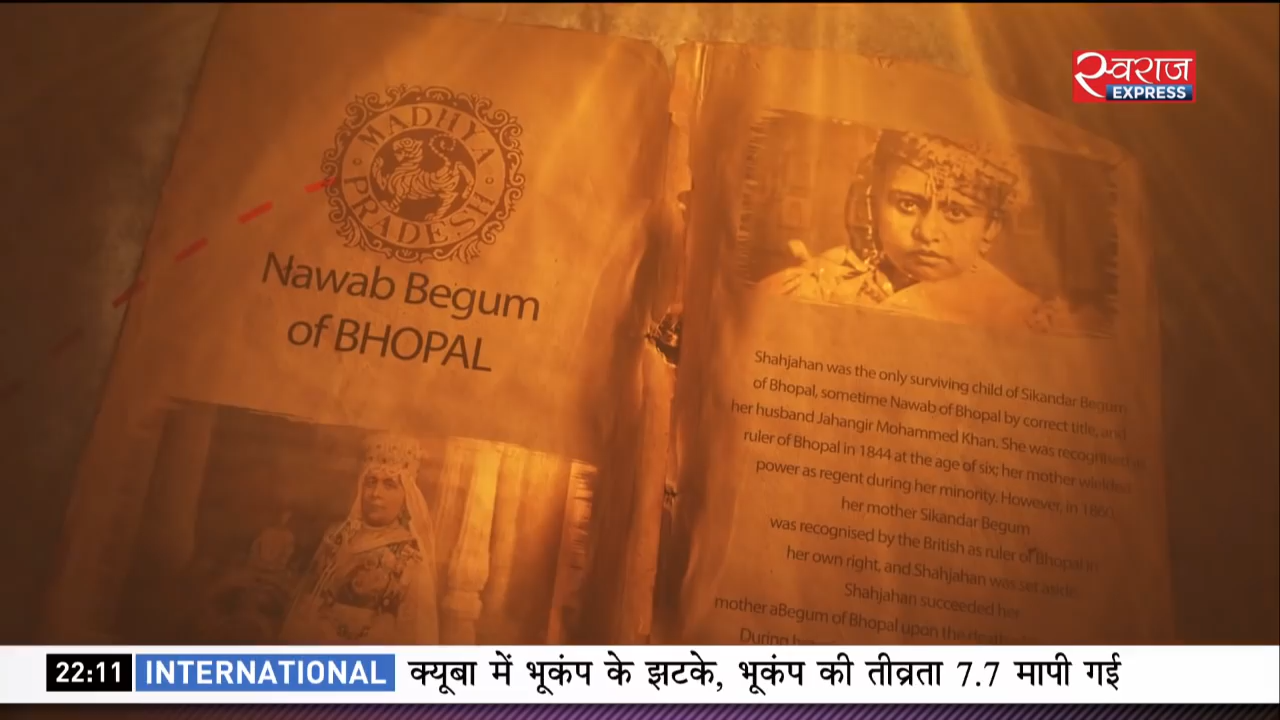 स्वराज
EXPRESS
MADHYA PRADESH
Nawab Begum
of BHOPAL
Shahjahan was the only surviving child of Sikandar Begum
of Bhopal, sometime Nawab of Bhopal by correct title, and
her husband Jahangir Mohammed Khan. She was recognised as
ruler of Bhopal in 1844 at the age of six; her mother wielded
power as regent during her minority. However, in 1860,
her mother Sikandar Begum
was recognised by the British as ruler of Bhopal in
her own right, and Shahjahan was set aside.
Shahjahan succeeded her
mother aBegum of Bhopal upon the death
During
22:11 INTERNATIONAL क्यूबा में भूकंप के झटके, भूकंप की तीव्रता 7.7 मापी गई